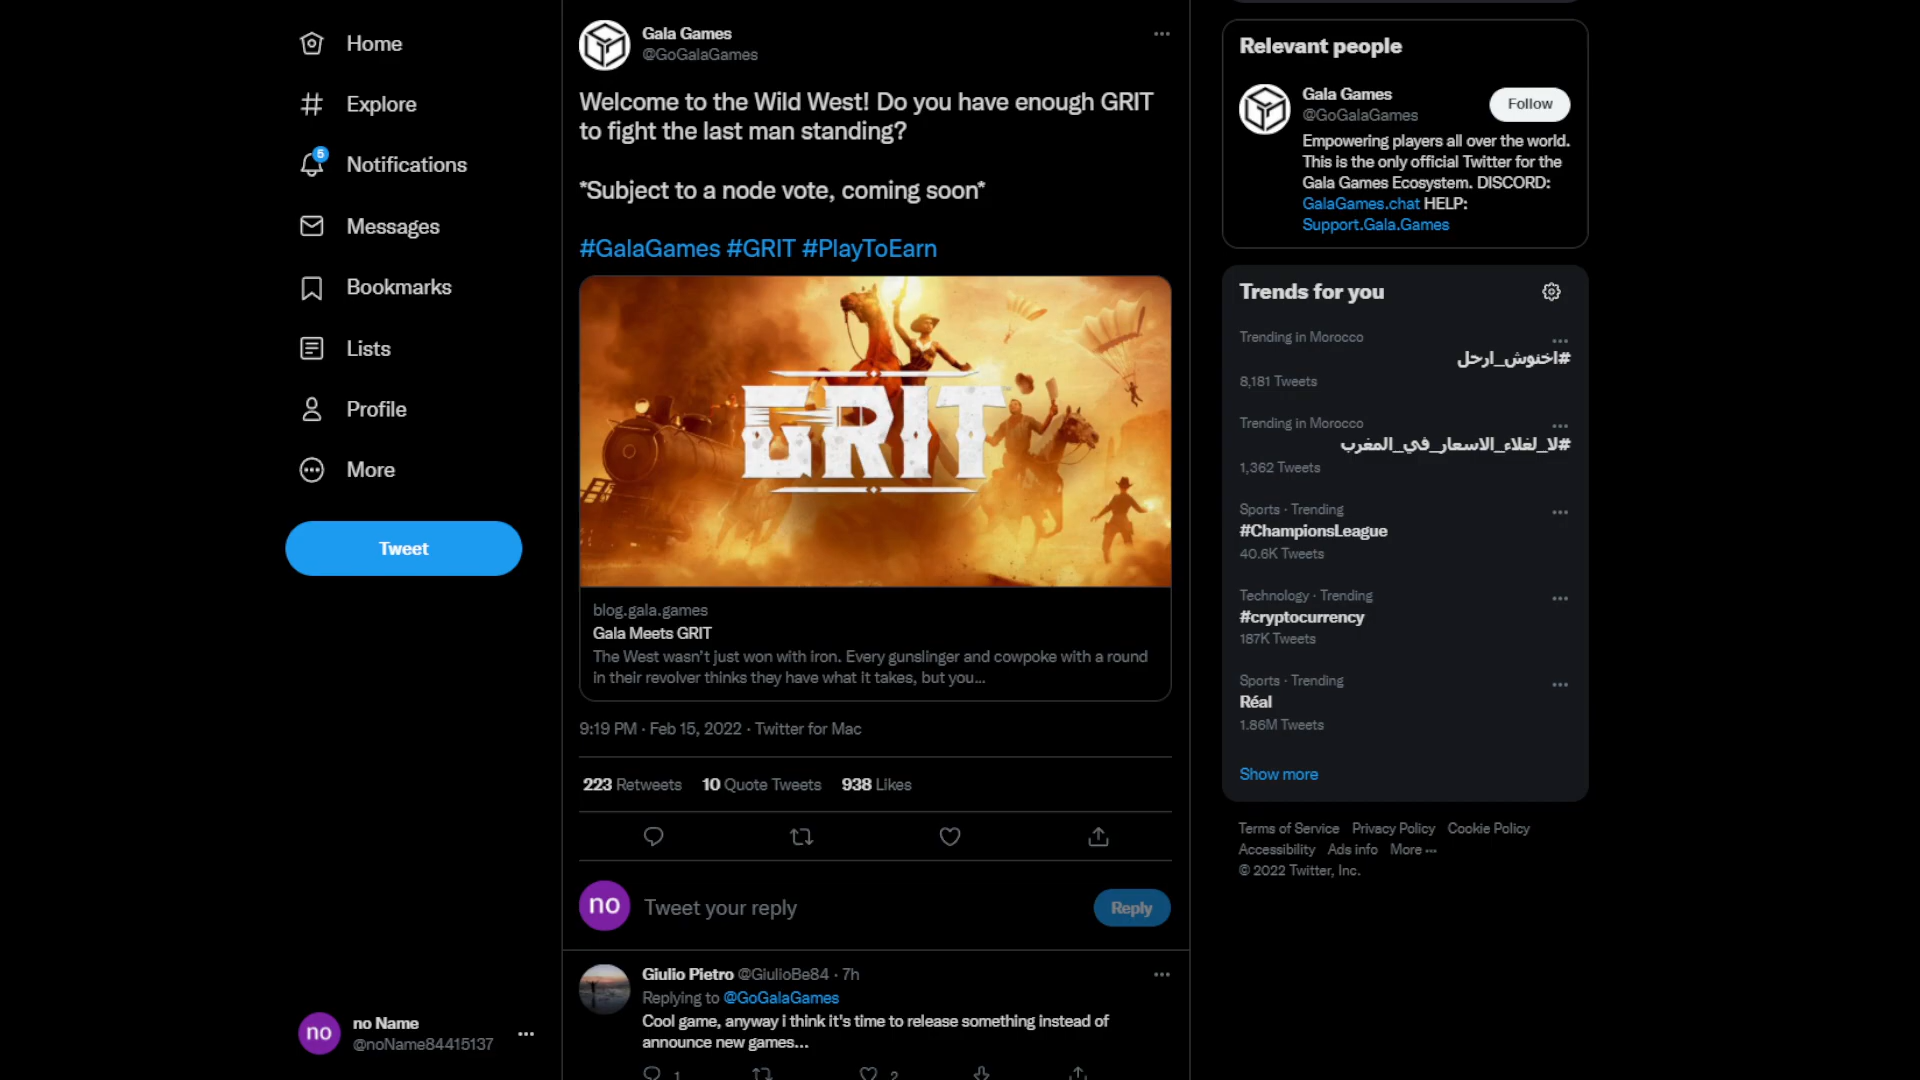 Home
Explore
5
Notifications
Messages
Bookmarks
Lists
Profile
More
Tweet
no
no Name
@noName84415137
Gala Games
@GoGalaGames
Welcome to the Wild West! Do you have enough GRIT
to fight the last man standing?
*Subject to a node vote, coming soon*
#GalaGames #GRIT #PlayToEarn
GRIT
blog.gala.games
Gala Meets GRIT
The West wasn't just won with iron. Every gunslinger and cowpoke with a round
in their revolver thinks they have what it takes, but you...
9:19 PM · Feb 15, 2022 · Twitter for Mac
223 Retweets 10 Quote Tweets 938 Likes
no
Tweet your reply
Reply
Giulio Pietro @GiulioBe84 · 7h
Replying to @GoGalaGames
Cool game, anyway i think it's time to release something instead of
announce new games...
1
2
Relevant people
Gala Games
@GoGalaGames
Follow
Empowering players all over the world.
This is the only official Twitter for the
Gala Games Ecosystem. DISCORD:
GalaGames.chat HELP:
Support.Gala.Games
Trends for you
Trending in Morocco
#اخنوش_ارحل
8,181 Tweets
Trending in Morocco
#لا_لغلاء_الاسعار_في_المغرب
1,362 Tweets
Sports · Trending
#ChampionsLeague
40.6K Tweets
Technology · Trending
#cryptocurrency
187K Tweets
Sports · Trending
Réal
1.86M Tweets
Show more
Terms of Service Privacy Policy Cookie Policy
Accessibility Ads info More ...
© 2022 Twitter, Inc.